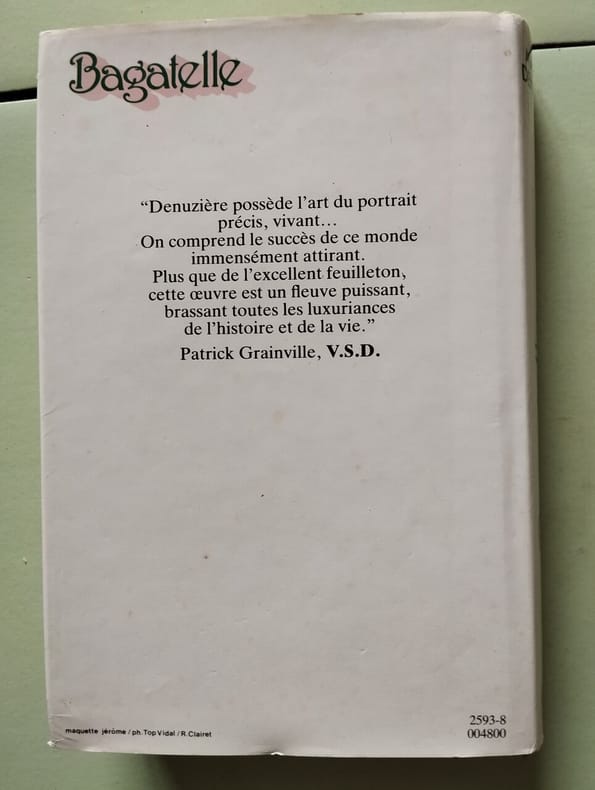 Bagatelle
“Denuzière possède l’art du portrait
précis, vivant...
On comprend le succès de ce monde
immensément attirant.
Plus que de l’excellent feuilleton,
cette œuvre est un fleuve puissant,
brassant toutes les luxuriances
de l’histoire et de la vie.”
Patrick Grainville, V.S.D.
maquette jérôme / ph. Top Vidal / R. Clairet
2593-8
004800